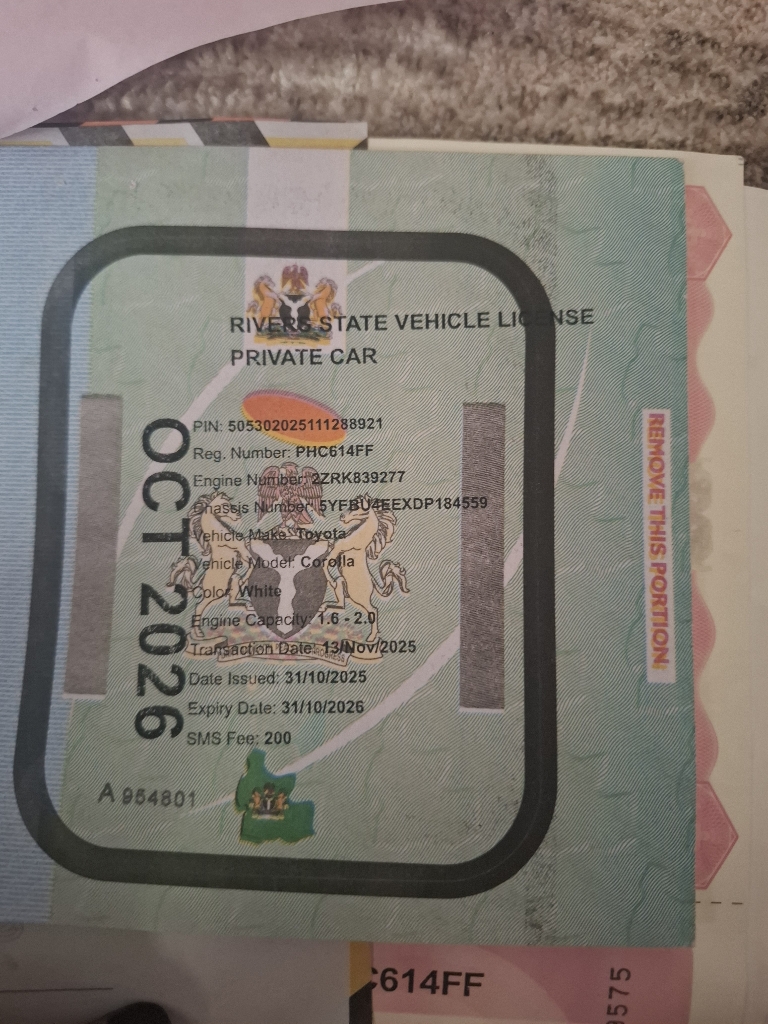 RIVERS STATE VEHICLE LICENSE
PRIVATE CAR
PIN: 505302025111288921
Reg. Number: PHC614FF
Engine Number: 2ZRK839277
Chassis Number: 5YFBU4EEXDP184559
Vehicle Make: Toyota
Vehicle Model: Corolla
Color: White
Engine Capacity: 1.6 - 2.0
Transaction Date: 13/Nov/2025
Date Issued: 31/10/2025
Expiry Date: 31/10/2026
SMS Fee: 200
OCT 2026
A 954801
REMOVE THIS PORTION
C614FF
9575